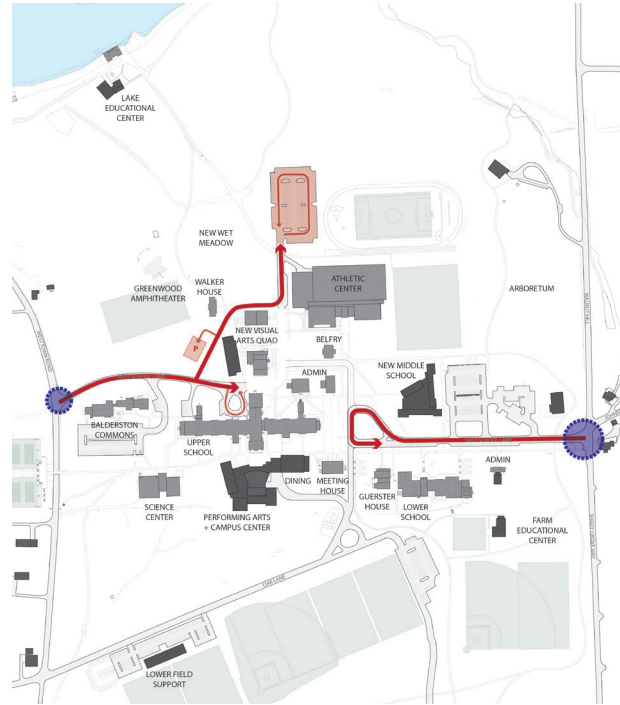 LAKE
EDUCATIONAL
CENTER
NEW WET
MEADOW
GREENWOOD
AMPHITHEATER
WALKER
HOUSE
ATHLETIC
CENTER
ARBORETUM
P
NEW VISUAL
ARTS QUAD
BELFRY
ADMIN
NEW MIDDLE
SCHOOL
BALDERSTON
COMMONS
UPPER
SCHOOL
ADMIN
DINING
MEETING
HOUSE
GUERSTER
HOUSE
LOWER
SCHOOL
SCIENCE
CENTER
PERFORMING ARTS
+ CAMPUS CENTER
FARM
EDUCATIONAL
CENTER
OAK LANE
LOWER FIELD
SUPPORT